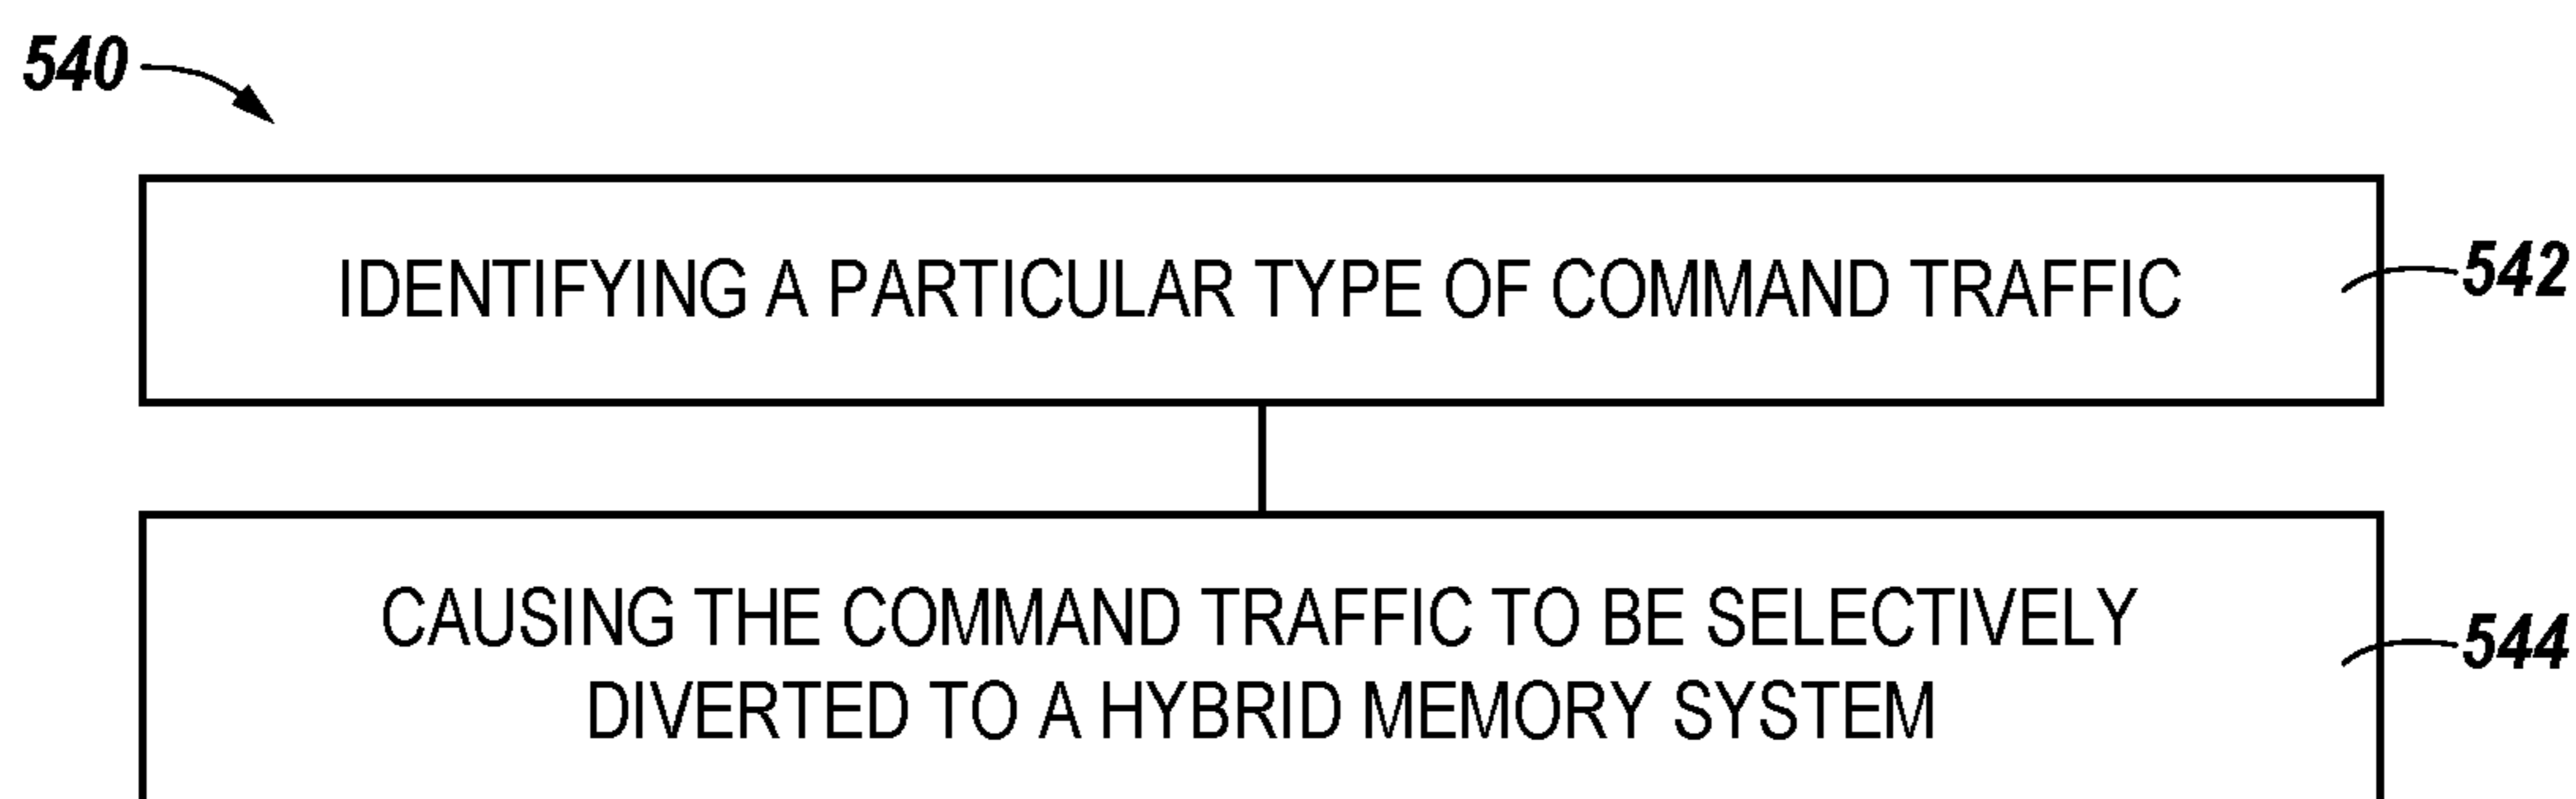 540
IDENTIFYING A PARTICULAR TYPE OF COMMAND TRAFFIC
542
CAUSING THE COMMAND TRAFFIC TO BE SELECTIVELY
DIVERTED TO A HYBRID MEMORY SYSTEM
544